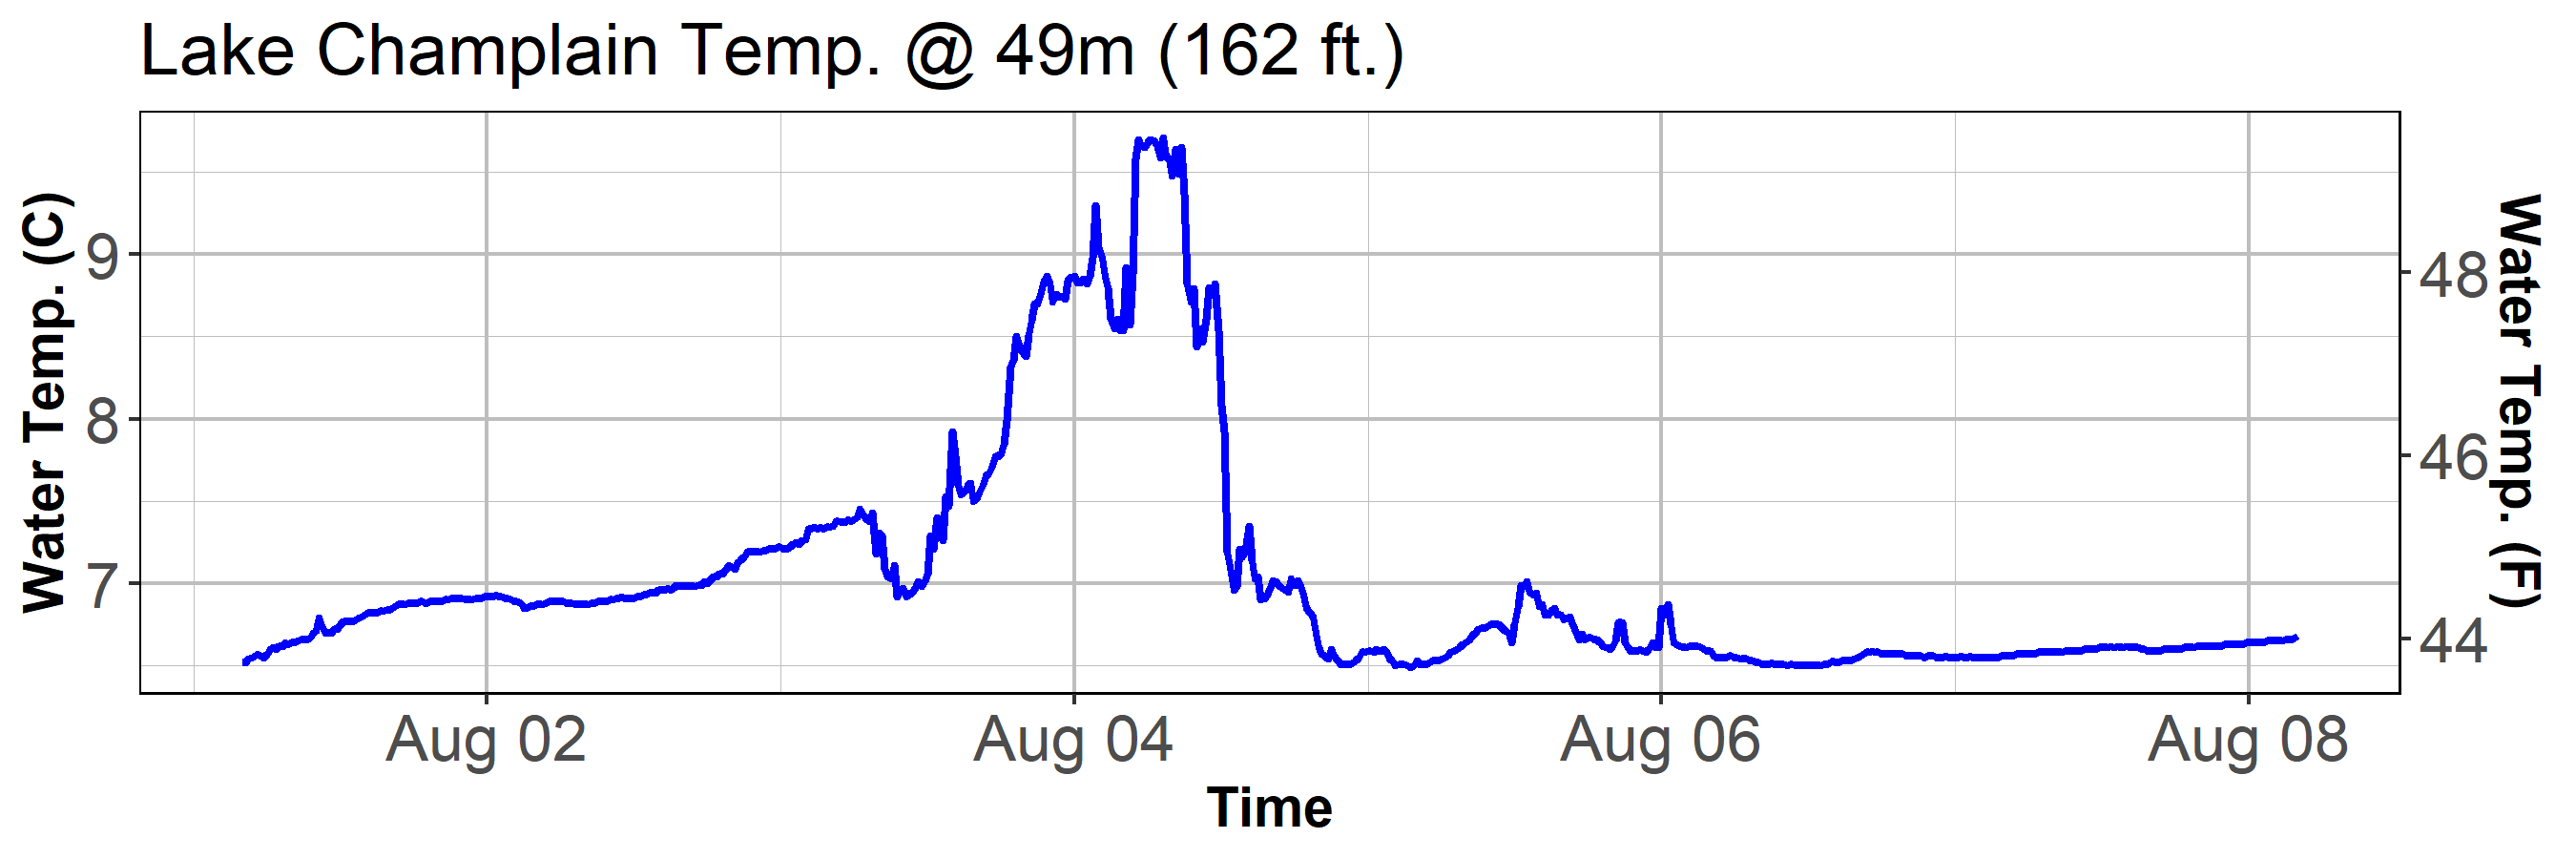 Lake Champlain Temp. @ 49m (162 ft.)
Water Temp. (C)
9
8
7
48
46
44
Water Temp. (F)
Aug 02 Aug 04 Aug 06 Aug 08
Time